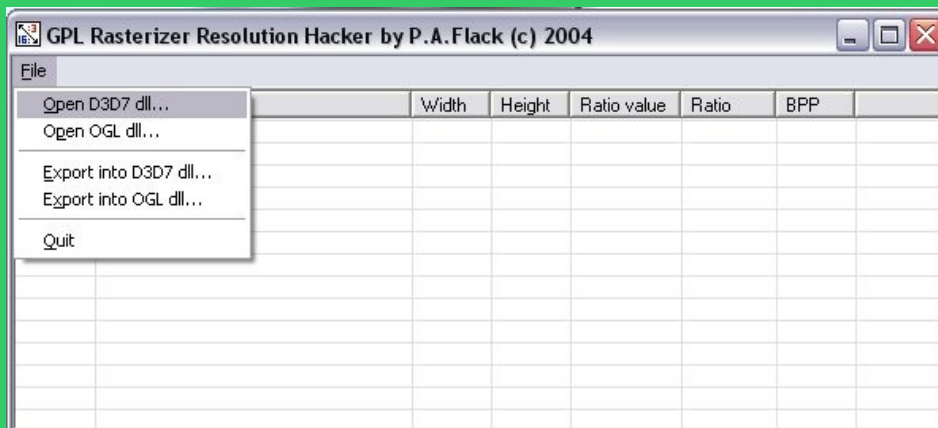 GPL Rasterizer Resolution Hacker by P.A.Flack (c) 2004
File
Open D3D7 dll...
Open OGL dll...
Export into D3D7 dll...
Export into OGL dll...
Quit
Width Height Ratio value Ratio BPP